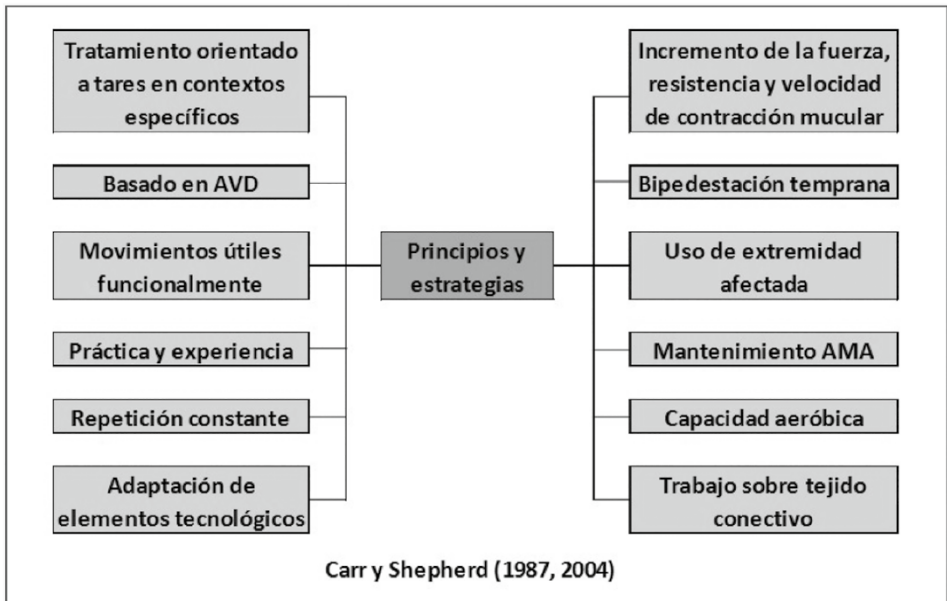 Tratamiento orientado
a tares en contextos
específicos
Basado en AVD
Movimientos útiles
funcionalmente
Práctica y experiencia
Repetición constante
Adaptación de
elementos tecnológicos
Principios y
estrategias
Incremento de la fuerza,
resistencia y velocidad
de contracción mucular
Bipedestación temprana
Uso de extremidad
afectada
Mantenimiento AMA
Capacidad aeróbica
Trabajo sobre tejido
conectivo
Carr y Shepherd (1987, 2004)